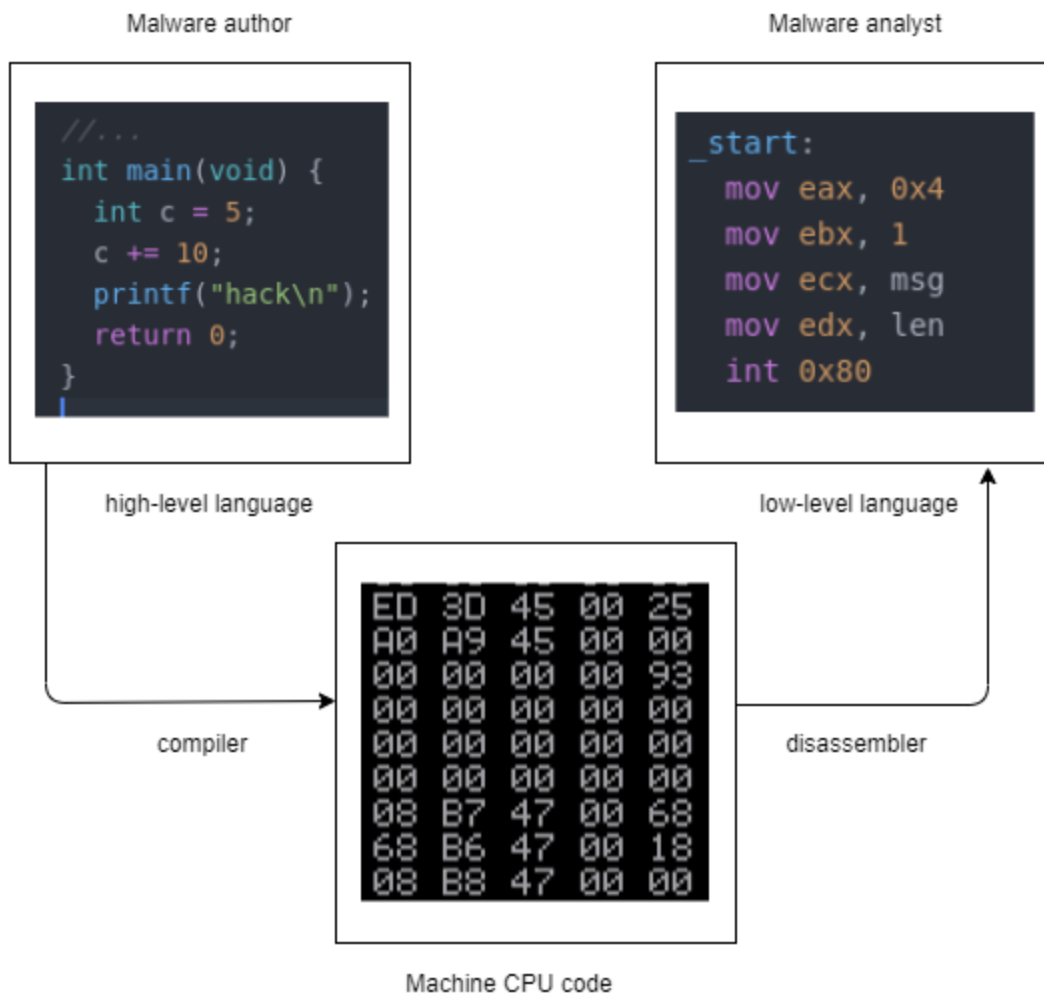 Malware author
//...
int main(void) {
int c = 5;
c += 10;
printf("hack\n");
return 0;
}
high-level language
compiler
ED 3D 45 00 25
A0 A9 45 00 00
00 00 00 00 93
00 00 00 00 00
00 00 00 00 00
00 00 00 00 00
08 B7 47 00 68
68 B6 47 00 18
08 B8 47 00 00
Machine CPU code
disassembler
Malware analyst
_start:
mov eax, 0x4
mov ebx, 1
mov ecx, msg
mov edx, len
int 0x80
low-level language